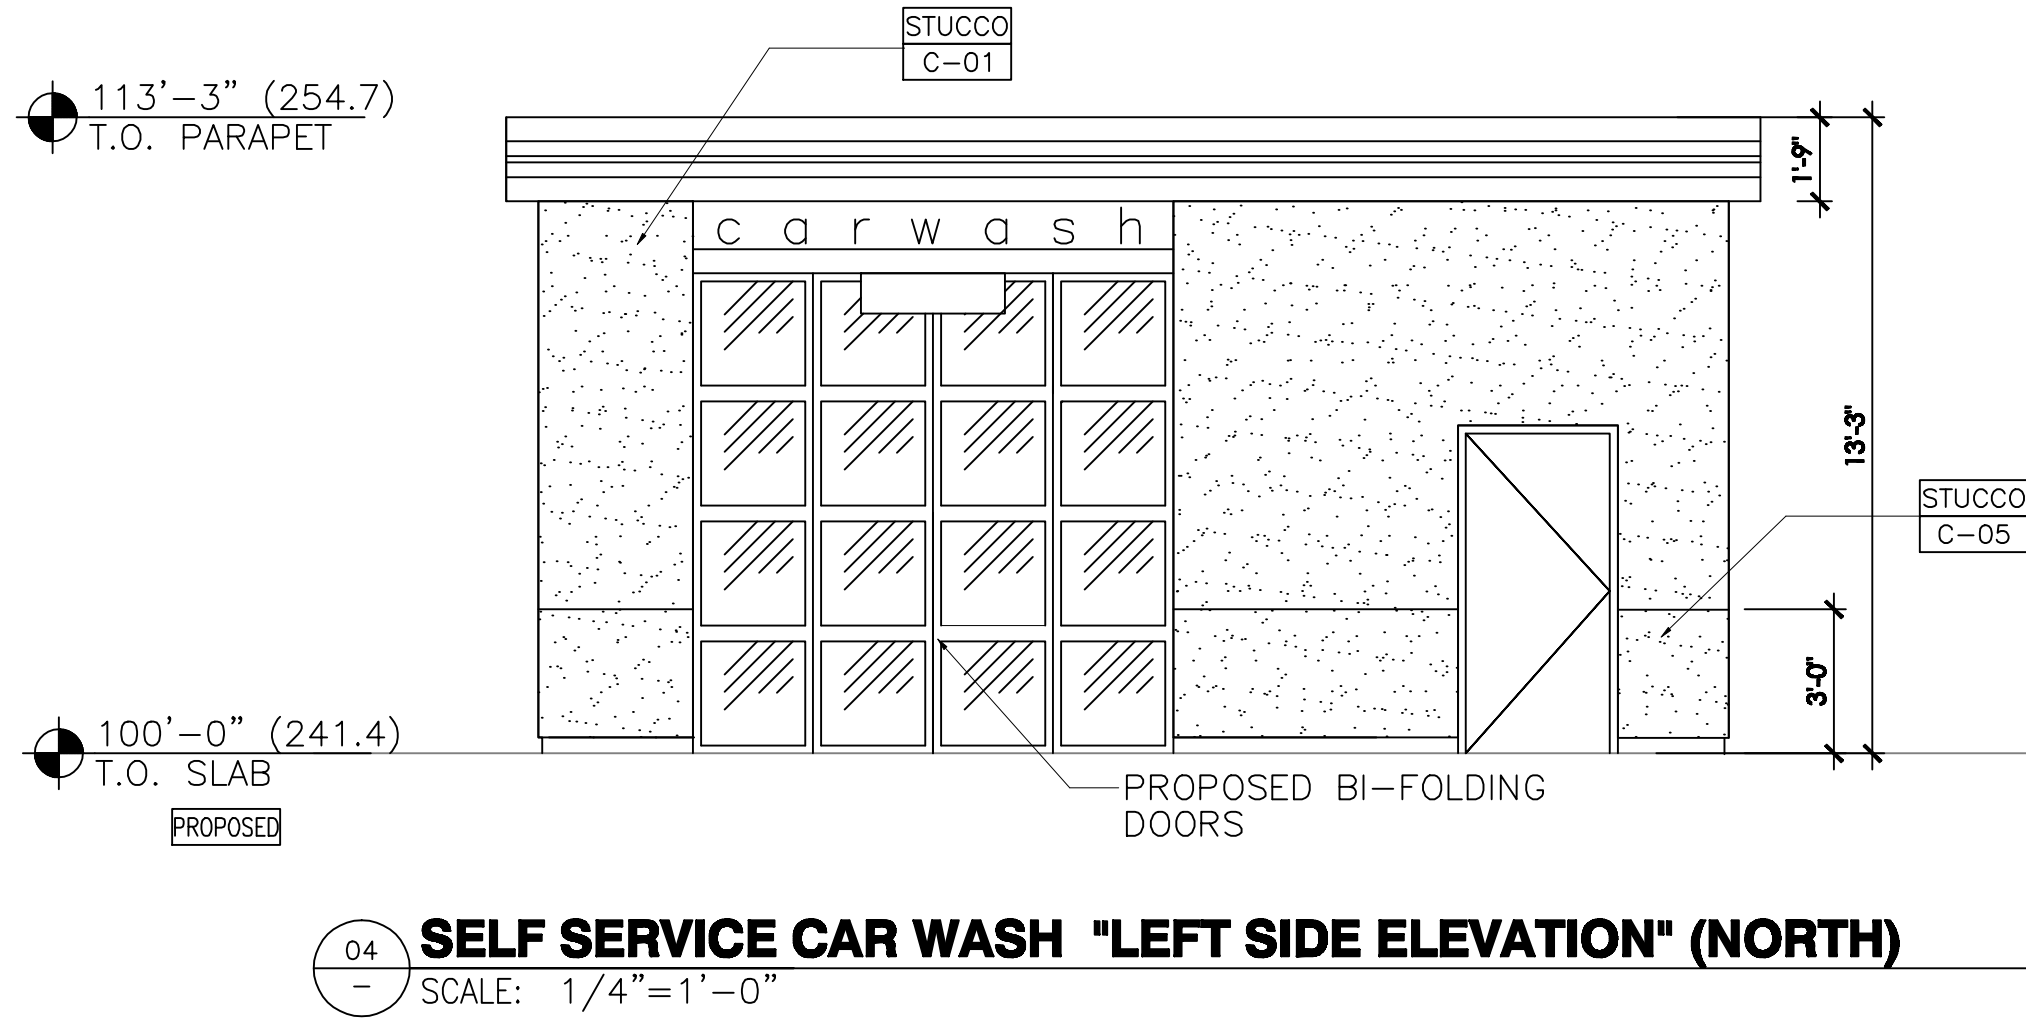 STUCCO
C-01
113'-3" (254.7)
T.O. PARAPET
1'-9"
c a r w a s h
13'-3"
STUCCO
C-05
3'-0"
100'-0" (241.4)
T.O. SLAB
PROPOSED BI-FOLDING
DOORS
PROPOSED
04
-
SELF SERVICE CAR WASH "LEFT SIDE ELEVATION" (NORTH)
SCALE: 1/4"=1'-0"